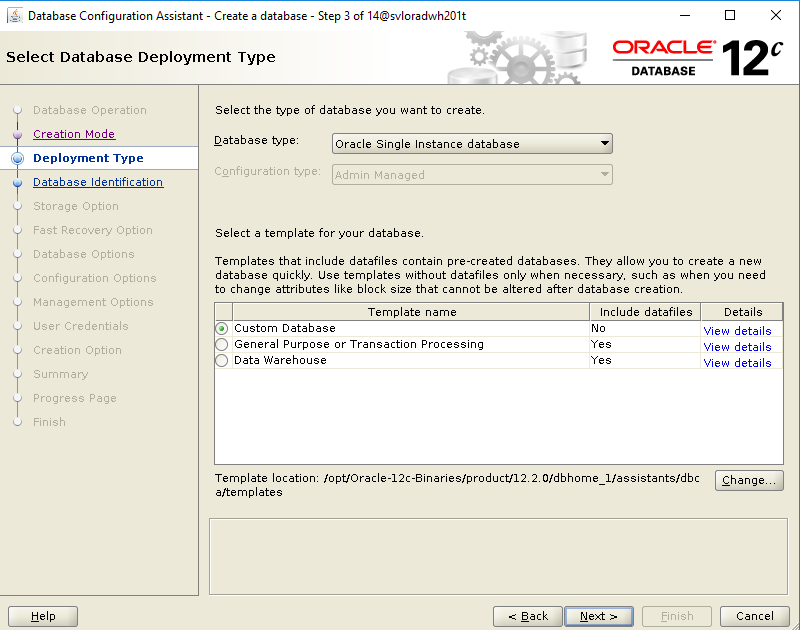 Database Configuration Assistant - Create a database - Step 3 of 14@svloradwh201t
Select Database Deployment Type
ORACLE
DATABASE
12c
Database Operation
Creation Mode
Deployment Type
Database Identification
Storage Option
Fast Recovery Option
Database Options
Configuration Options
Management Options
User Credentials
Creation Option
Summary
Progress Page
Finish
Select the type of database you want to create.
Database type:
Oracle Single Instance database
Configuration type:
Admin Managed
Select a template for your database.
Templates that include datafiles contain pre-created databases. They allow you to create a new
database quickly. Use templates without datafiles only when necessary, such as when you need
to change attributes like block size that cannot be altered after database creation.
Template name Include datafiles Details
Custom Database No View details
General Purpose or Transaction Processing Yes View details
Data Warehouse Yes View details
Template location: /opt/Oracle-12c-Binaries/product/12.2.0/dbhome_1/assistants/dbc
a/templates
Change...
Help
< Back
Next >
Finish
Cancel